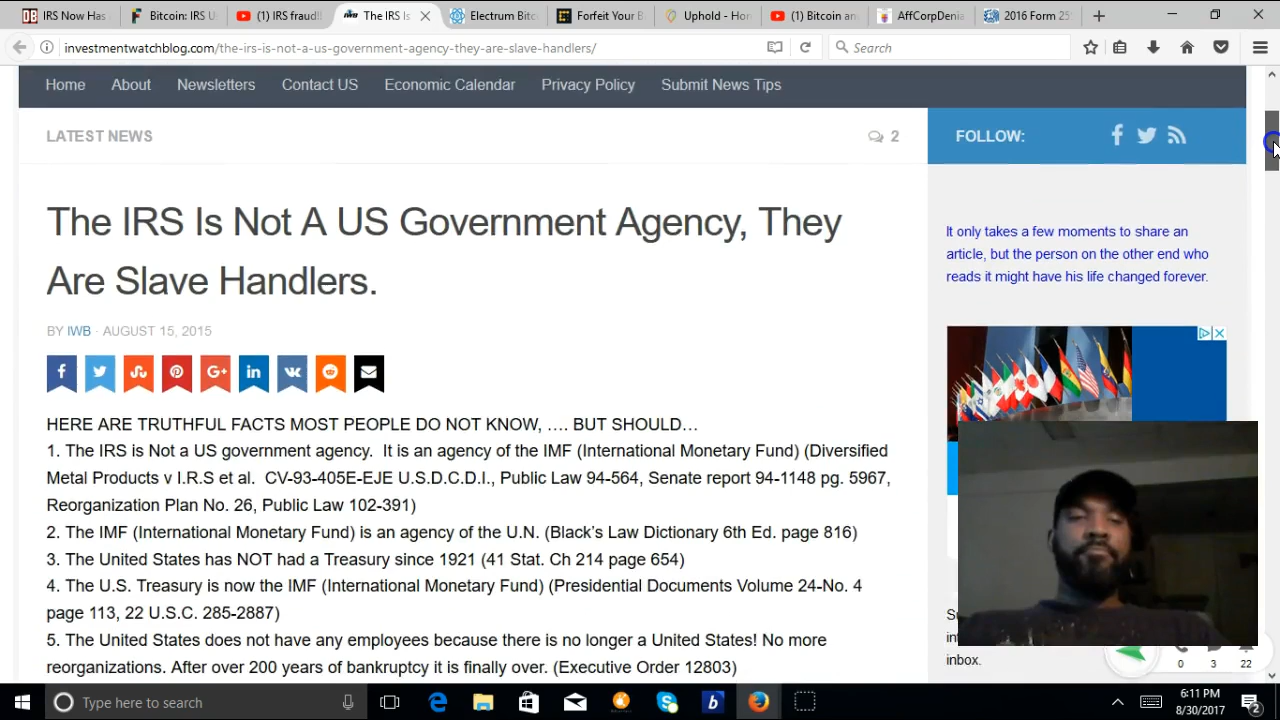 IRS Now Has
Bitcoin: IRS U
(1) IRS fraud!
The IRS Is
Electrum Bitc
Forfeit Your B
Uphold - Hom
(1) Bitcoin an
AffCorpDenia
2016 Form 25
investmentwatchblog.com/the-irs-is-not-a-us-government-agency-they-are-slave-handlers/
Search
Home About Newsletters Contact US Economic Calendar Privacy Policy Submit News Tips
LATEST NEWS
2
FOLLOW:
The IRS Is Not A US Government Agency, They
Are Slave Handlers.
BY IWB · AUGUST 15, 2015
HERE ARE TRUTHFUL FACTS MOST PEOPLE DO NOT KNOW, …. BUT SHOULD…
1. The IRS is Not a US government agency. It is an agency of the IMF (International Monetary Fund) (Diversified
Metal Products v I.R.S et al. CV-93-405E-EJE U.S.D.C.D.I., Public Law 94-564, Senate report 94-1148 pg. 5967,
Reorganization Plan No. 26, Public Law 102-391)
2. The IMF (International Monetary Fund) is an agency of the U.N. (Black’s Law Dictionary 6th Ed. page 816)
3. The United States has NOT had a Treasury since 1921 (41 Stat. Ch 214 page 654)
4. The U.S. Treasury is now the IMF (International Monetary Fund) (Presidential Documents Volume 24-No. 4
page 113, 22 U.S.C. 285-2887)
5. The United States does not have any employees because there is no longer a United States! No more
reorganizations. After over 200 years of bankruptcy it is finally over. (Executive Order 12803)
It only takes a few moments to share an
article, but the person on the other end who
reads it might have his life changed forever.
inbox.
0 3 22
Type here to search
6:11 PM
8/30/2017
2